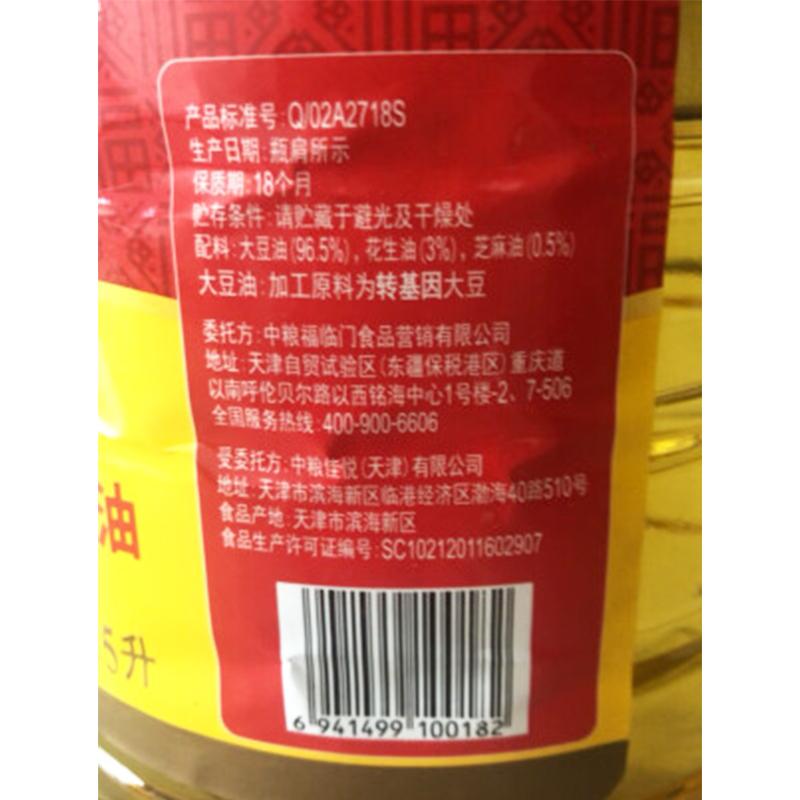 产品标准号:Q/02A2718S
生产日期:瓶肩所示
保质期:18个月
贮存条件:请贮藏于避光及干燥处
配料:大豆油(96.5%),花生油(3%),芝麻油(0.5%)
大豆油:加工原料为转基因大豆
委托方:中粮福临门食品营销有限公司
地址:天津自贸试验区(东疆保税港区)重庆道
以南呼伦贝尔路以西铭海中心1号楼-2、7-506
全国服务热线:400-900-6606
受委托方:中粮佳悦(天津)有限公司
地址:天津市滨海新区临港经济区渤海40路510号
食品产地:天津市滨海新区
食品生产许可证编号:SC10212011602907
6 941499 100182
油
5升